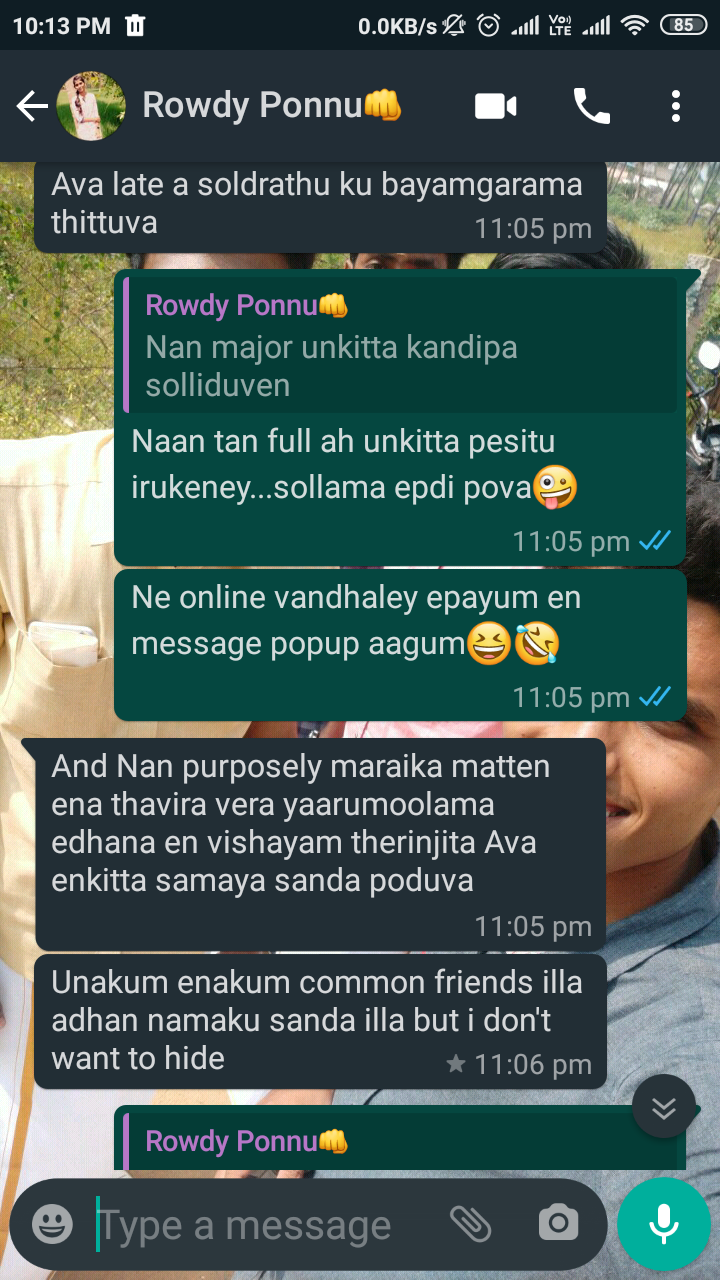 10:13 PM 0.0KB/s Vo) LTE 85
Rowdy Ponnu👊
Ava late a soldrathu ku bayamgarama
thittuva 11:05 pm
Rowdy Ponnu👊
Nan major unkitta kandipa
solliduven
Naan tan full ah unkitta pesitu
irukeney...sollama epdi pova🤪
11:05 pm
Ne online vandhaley epayum en
message popup aagum😆🤣
11:05 pm
And Nan purposely maraika matten
ena thavira vera yaarumoolama
edhana en vishayam therinjita Ava
enkitta samaya sanda poduva
11:05 pm
Unakum enakum common friends illa
adhan namaku sanda illa but i don't
want to hide 11:06 pm
Rowdy Ponnu👊
Type a message